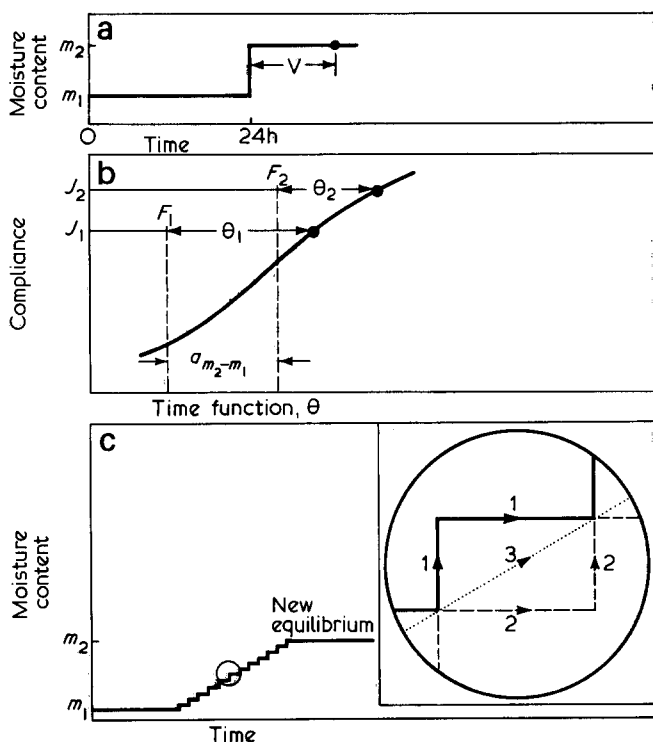 a
m₂
m₁
Moisture content
V
O
Time
24h
b
F₂
J₂
θ₂
F₁
J₁
θ₁
Compliance
a_{m₂-m₁}
Time function, θ
c
Moisture content
New
equilibrium
m₂
m₁
Time
1
1
3
2
2